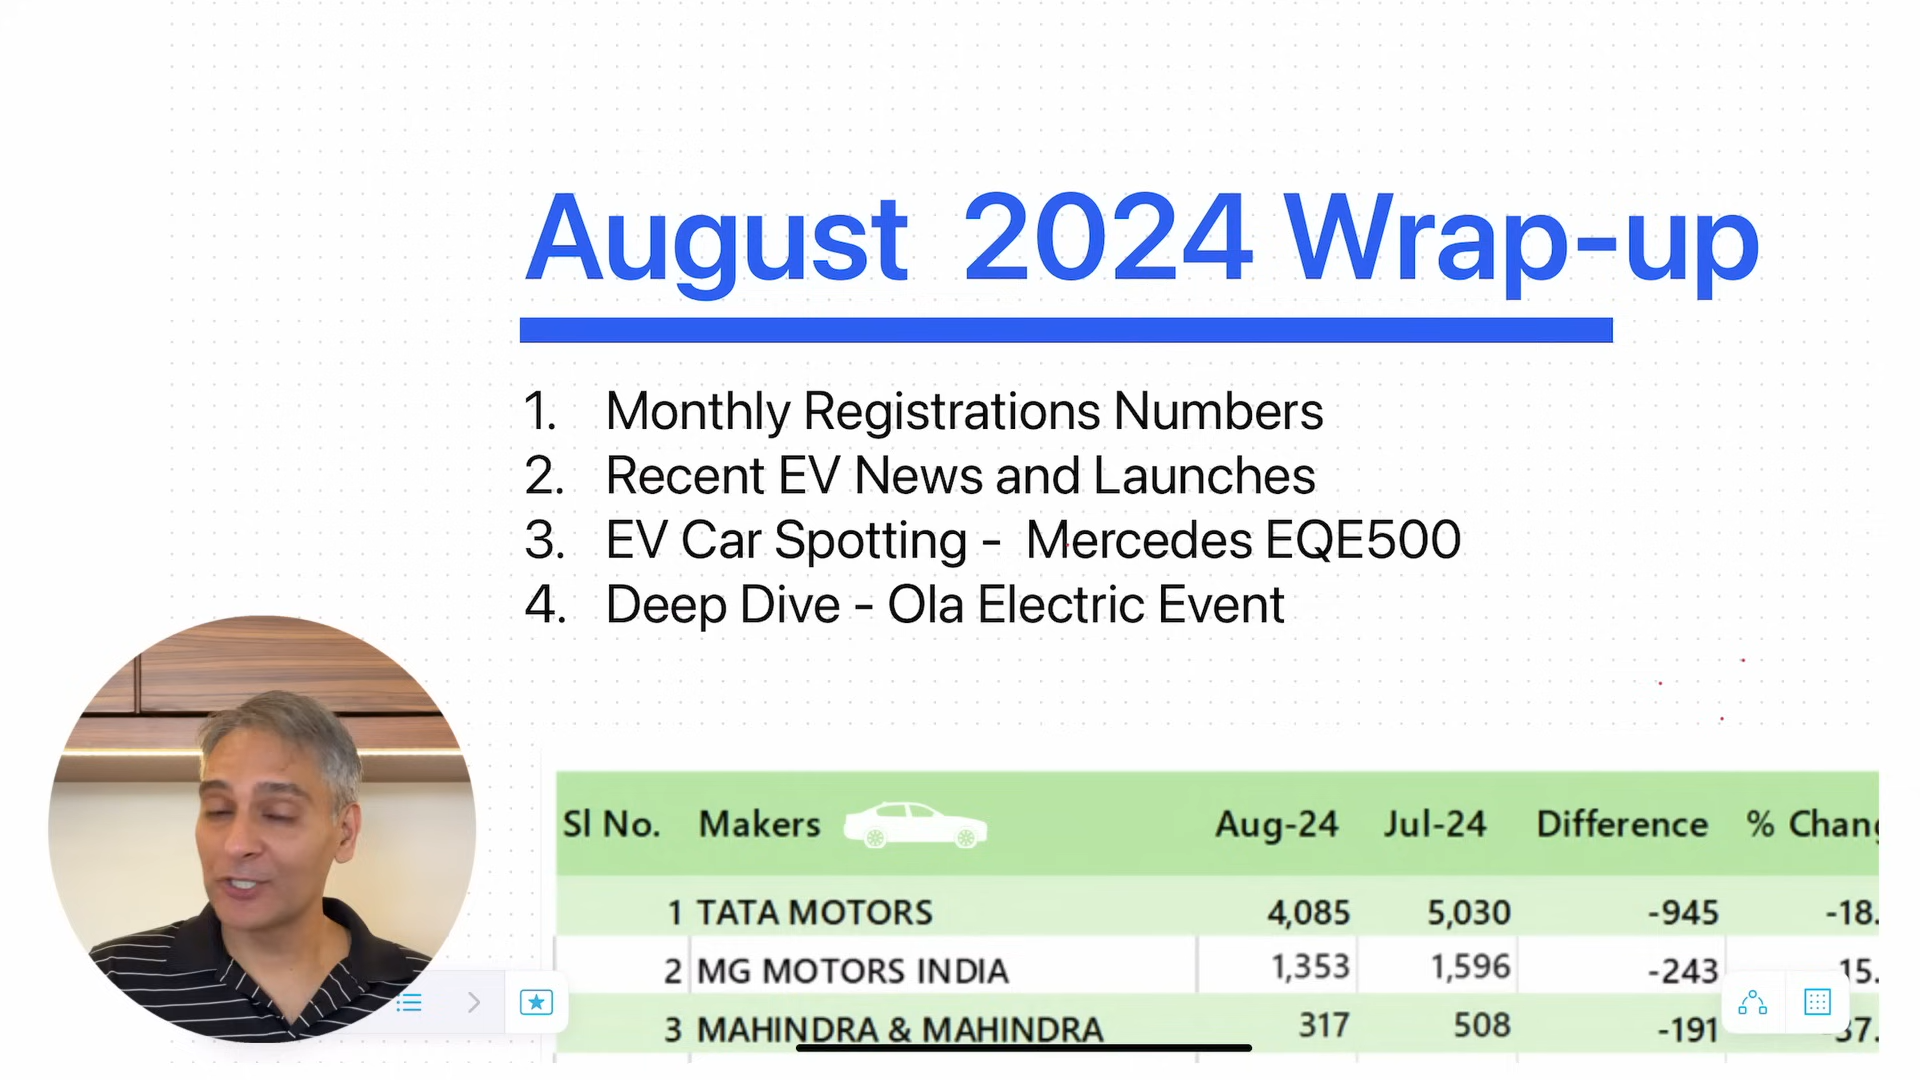 August 2024 Wrap-up
1. Monthly Registrations Numbers
2. Recent EV News and Launches
3. EV Car Spotting - Mercedes EQE500
4. Deep Dive - Ola Electric Event
Sl No. Makers Aug-24 Jul-24 Difference %
1 TATA MOTORS 4,085 5,030 -945 -18.
2 MG MOTORS INDIA 1,353 1,596 -243
3 MAHINDRA & MAHINDRA 317 508 -191